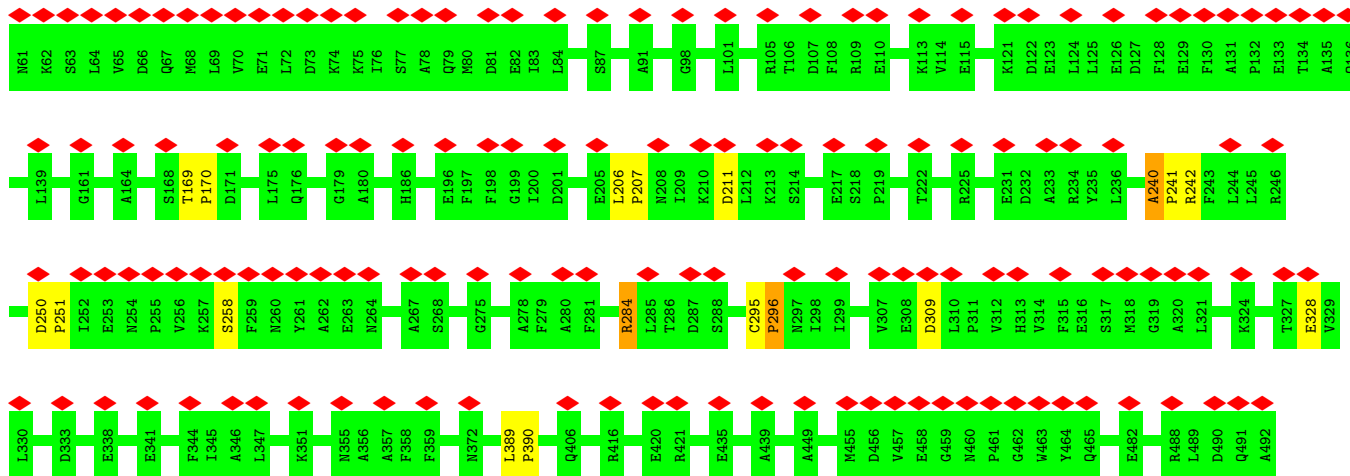 N61 K62 S63 L64 V65 D66 Q67 M68 L69 V70 E71 L72 D73 K74 K75 I76 S77 A78 Q79 M80 D81 E82 I83 L84 S87 A91 G98 L101 R105 T106 D107 F108 R109 E110 K113 V114 E115 K121 D122 E123 L124 L125 E126 D127 F128 E129 F130 A131 P132 E133 T134 A135
L139 G161 A164 S168 T169 P170 D171 L175 Q176 G179 A180 H186 E196 F197 F198 G199 I200 D201 E205 L206 P207 N208 I209 K210 D211 L212 K213 S214 E217 S218 P219 T222 R225 E231 D232 A233 R234 Y235 L236 A240 P241 R242 F243 L244 L245 R246
D250 P251 I252 E253 N254 P255 V256 K257 S258 F259 N260 Y261 A262 E263 N264 A267 S268 G275 A278 F279 A280 F281 R284 L285 T286 D287 S288 C295 P296 N297 I298 I299 V307 E308 D309 L310 P311 V312 H313 V314 F315 E316 S317 M318 G319 A320 L321 K324 T327 E328 V329
L330 D333 E338 E341 F344 I345 A346 L347 K351 N355 A356 A357 F358 F359 N372 L389 P390 Q406 R416 E420 R421 E435 A439 A449 M455 D456 V457 E458 G459 N460 P461 G462 W463 Y464 Q465 E482 R488 L489 D490 Q491 A492